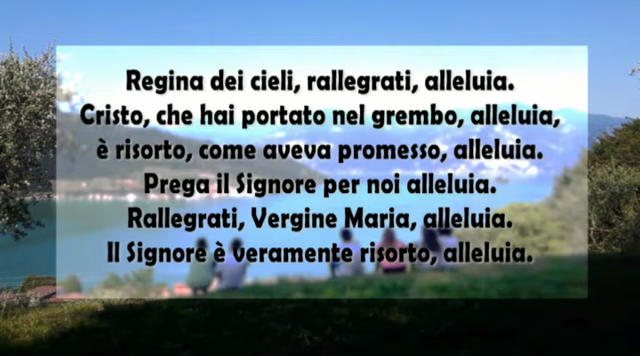 Regina dei cieli, rallegrati, alleluia.
Cristo, che hai portato nel grembo, alleluia,
è risorto, come aveva promesso, alleluia.
Prega il Signore per noi alleluia.
Rallegrati, Vergine Maria, alleluia.
Il Signore è veramente risorto, alleluia.